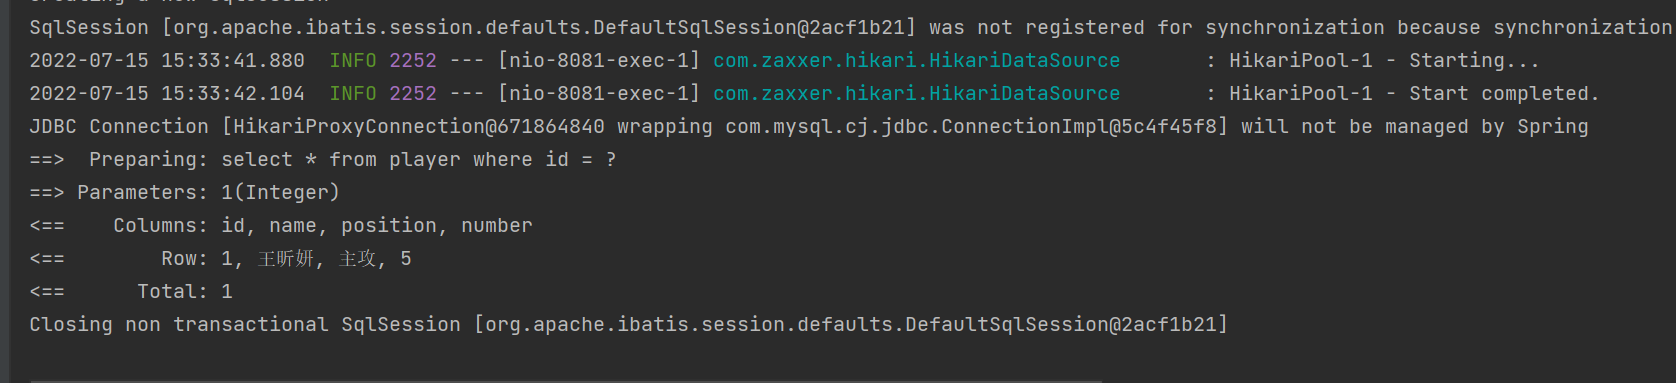 Creating a new SqlSession
SqlSession [org.apache.ibatis.session.defaults.DefaultSqlSession@2acf1b21] was not registered for synchronization because synchronization
2022-07-15 15:33:41.880  INFO 2252 --- [nio-8081-exec-1] com.zaxxer.hikari.HikariDataSource       : HikariPool-1 - Starting...
2022-07-15 15:33:42.104  INFO 2252 --- [nio-8081-exec-1] com.zaxxer.hikari.HikariDataSource       : HikariPool-1 - Start completed.
JDBC Connection [HikariProxyConnection@671864840 wrapping com.mysql.cj.jdbc.ConnectionImpl@5c4f45f8] will not be managed by Spring
==>  Preparing: select * from player where id = ?
==> Parameters: 1(Integer)
<==    Columns: id, name, position, number
<==        Row: 1, 王昕妍, 主攻, 5
<==      Total: 1
Closing non transactional SqlSession [org.apache.ibatis.session.defaults.DefaultSqlSession@2acf1b21]